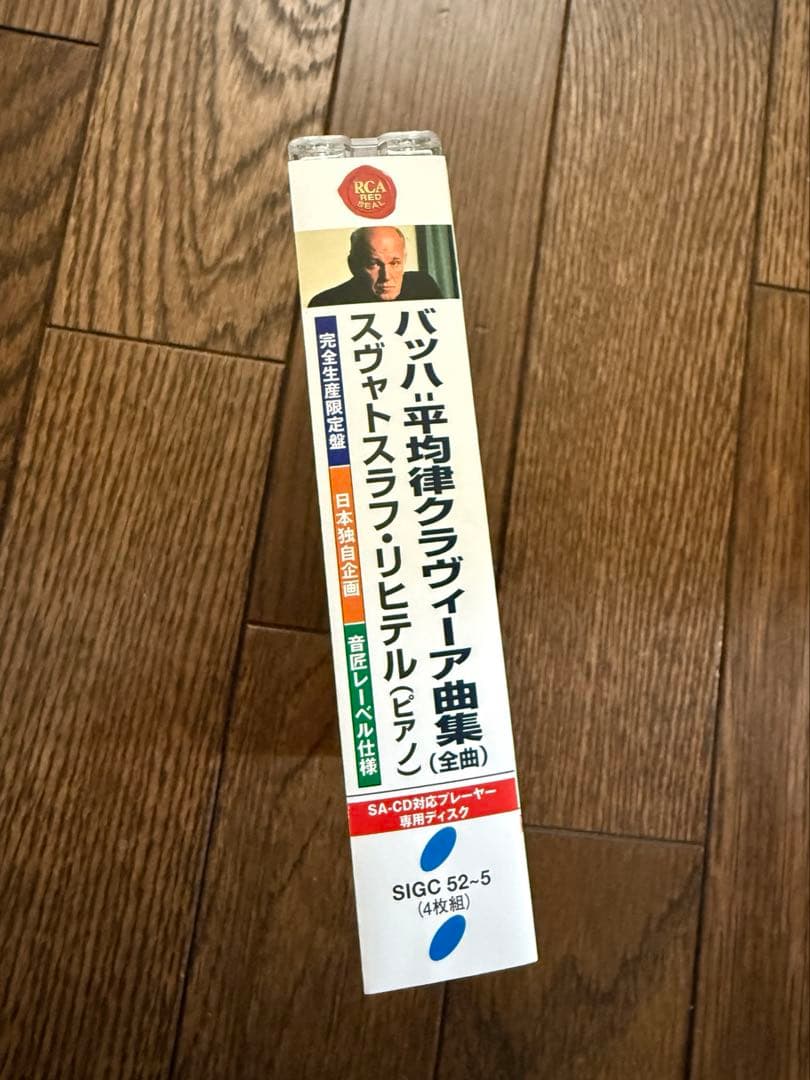 RCA
RED
SEAL
バッハ=平均律クラヴィーア曲集(全曲)
スヴャトスラフ・リヒテル(ピアノ)
完全生産限定盤
日本独自企画
音匠レーベル仕様
SA-CD対応プレーヤー
専用ディスク
SIGC 52~5
(4枚組)